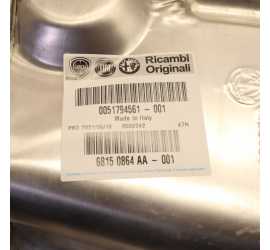 Ricambi
Originali
0051794561 - 001
Made in Italy
6815 0864 AA - 001